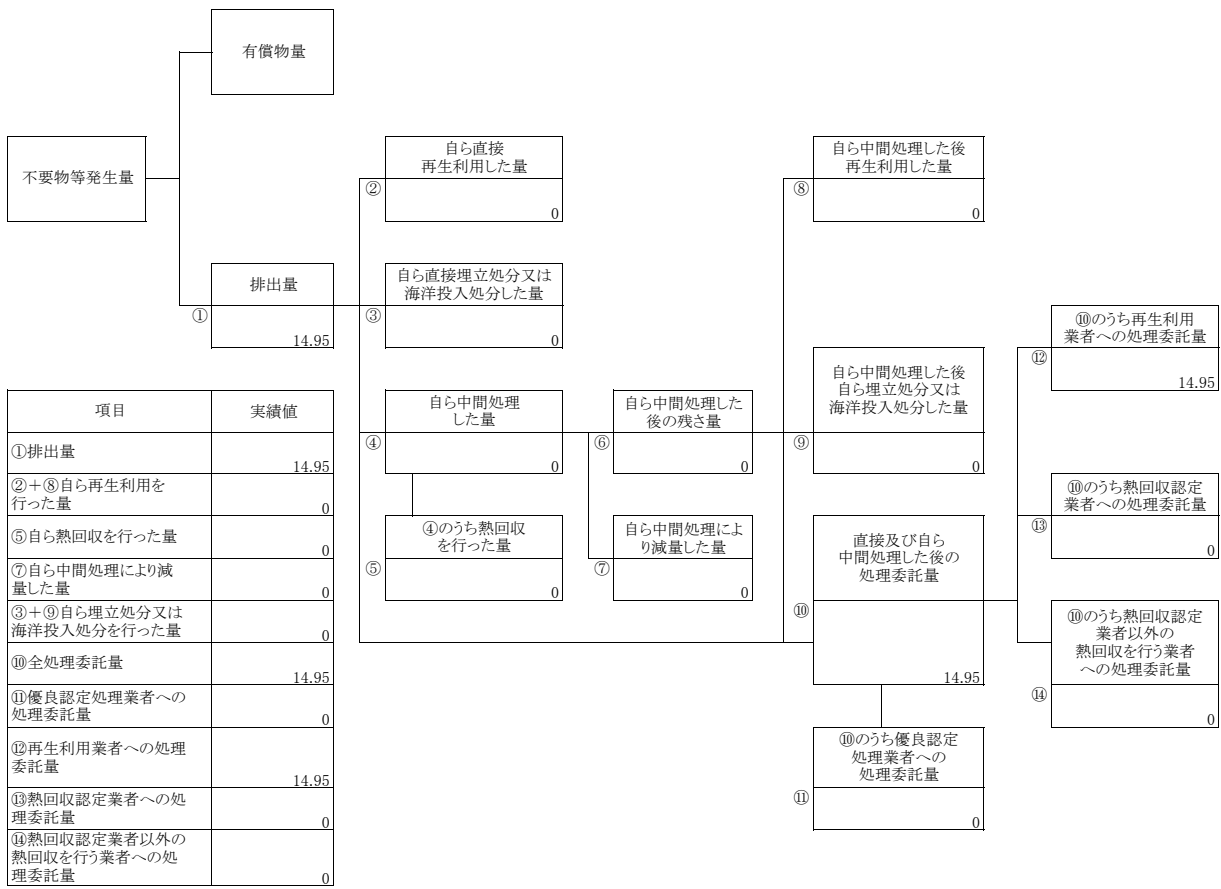 有償物量
不要物等発生量
自ら直接
再生利用した量
②
0
自ら中間処理した後
再生利用した量
⑧
0
排出量
①
14.95
自ら直接埋立処分又は
海洋投入処分した量
③
0
⑩のうち再生利用
業者への処理委託量
⑫
14.95
自ら中間処理
した量
④
0
自ら中間処理した
後の残さ量
⑥
0
自ら中間処理した後
自ら埋立処分又は
海洋投入処分した量
⑨
0
⑩のうち熱回収認定
業者への処理委託量
⑬
0
④のうち熱回収
を行った量
⑤
0
自ら中間処理によ
り減量した量
⑦
0
直接及び自ら
中間処理した後の
処理委託量
⑩
14.95
⑩のうち熱回収認定
業者以外の
熱回収を行う業者
への処理委託量
⑭
0
⑩のうち優良認定
処理業者への
処理委託量
⑪
0
項目 実績値
①排出量
14.95
②+⑧自ら再生利用を
行った量
0
⑤自ら熱回収を行った量
0
⑦自ら中間処理により減
量した量
0
③+⑨自ら埋立処分又は
海洋投入処分を行った量
0
⑩全処理委託量
14.95
⑪優良認定処理業者への
処理委託量
0
⑫再生利用業者への処理
委託量
14.95
⑬熱回収認定業者への処
理委託量
0
⑭熱回収認定業者以外の
熱回収を行う業者への処
理委託量
0